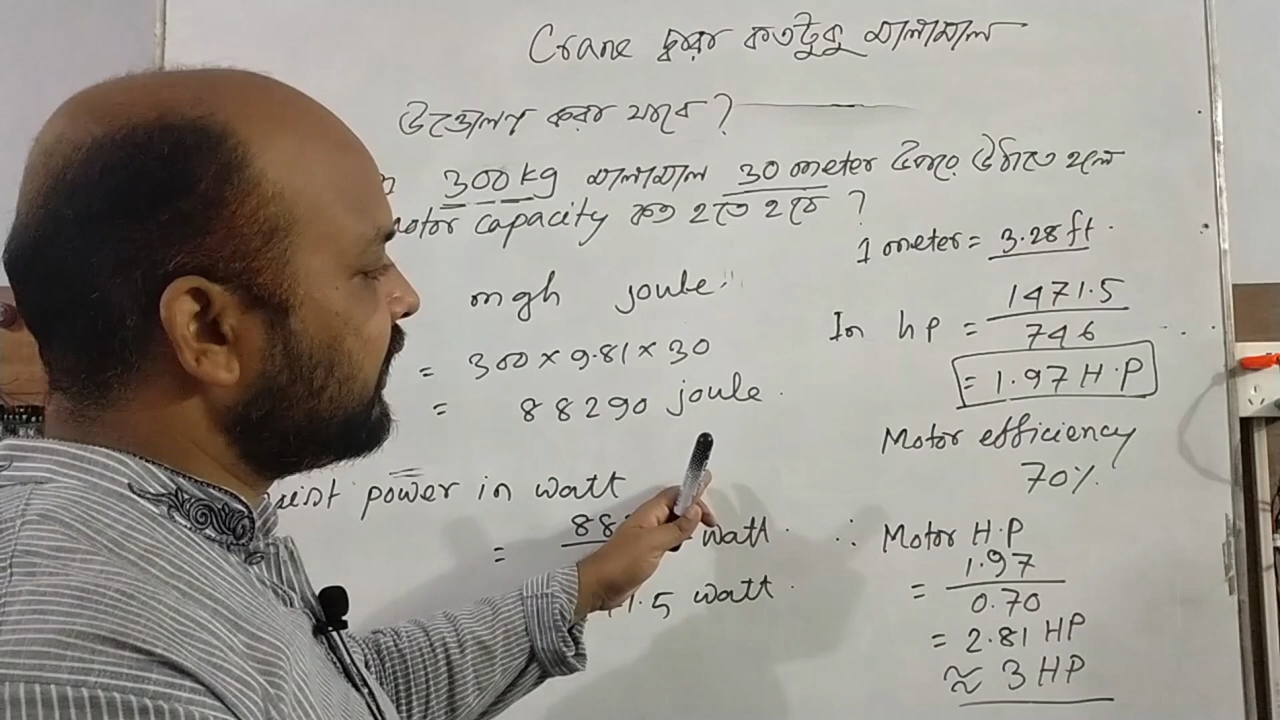 Crane দ্বারা কতটুকু মালামাল
উত্তোলন করা যাবে ?
300 kg মালামাল 30 meter উপরে উঠাতে হলে
motor capacity কত হতে হবে ?
1 meter = 3.28 ft.
mgh joule
= 300 × 9.81 × 30
= 88290 joule.
power in watt
= 88 watt.
1.5 watt.
In hp = 1471.5 / 746
= 1.97 H.P
Motor efficiency
70%.
∴ Motor H.P
= 1.97 / 0.70
= 2.81 HP
≈ 3 HP